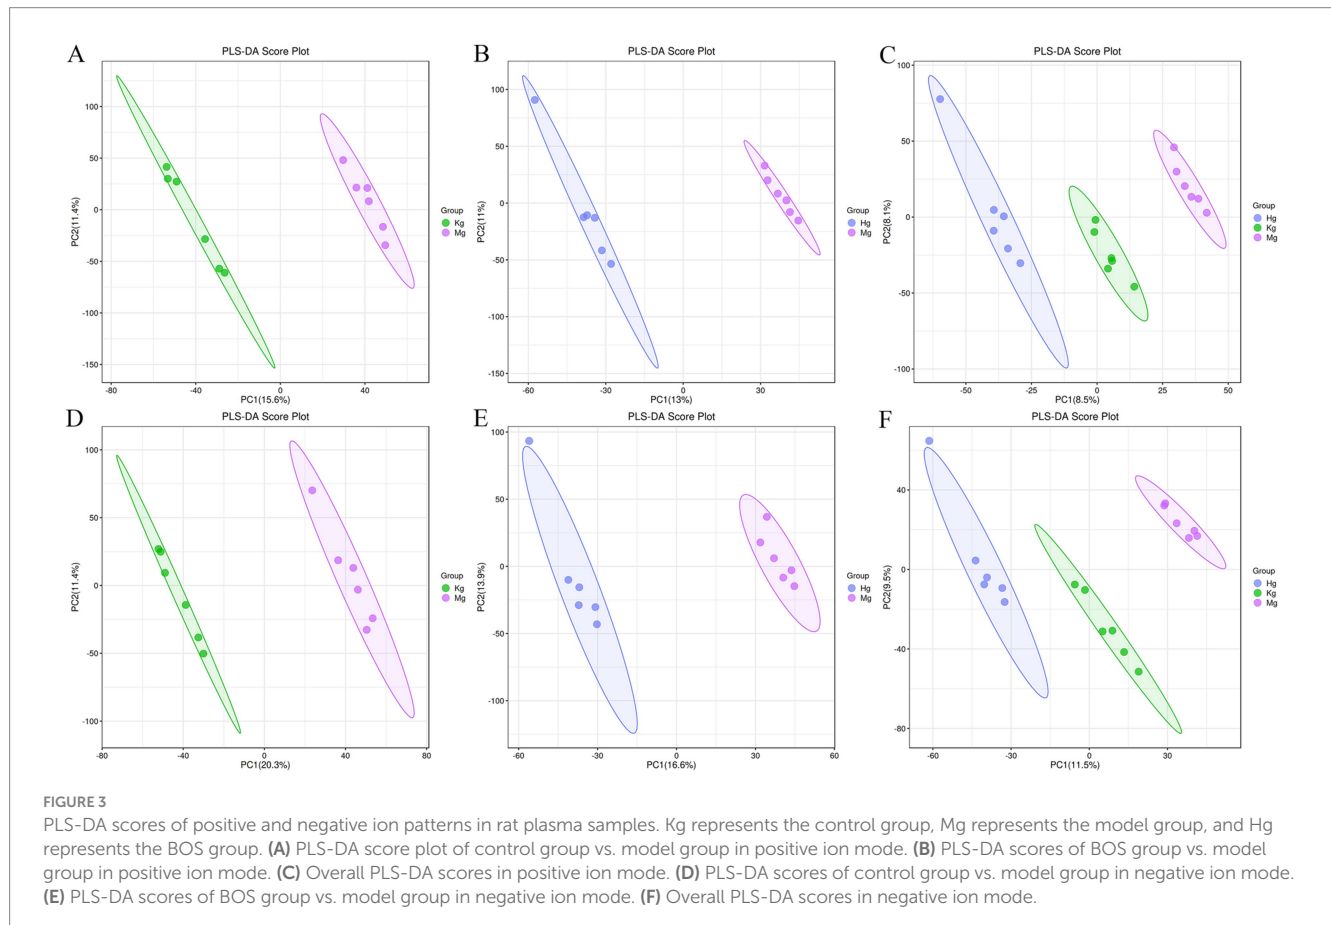 A
PLS-DA Score Plot
PC2(11.4%)
100
50
0
-50
-100
-150
-80
-40
0
40
PC1(15.6%)
Group
Kg
Mg
B
PLS-DA Score Plot
PC2(11%)
100
50
0
-50
-100
-150
-60
-30
0
30
PC1(13%)
Group
Hg
Mg
C
PLS-DA Score Plot
PC2(8.1%)
100
50
0
-50
-100
-50
-25
0
25
50
PC1(8.5%)
Group
Hg
Kg
Mg
D
PLS-DA Score Plot
PC2(11.4%)
100
50
0
-50
-100
-80
-40
0
40
80
PC1(20.3%)
Group
Kg
Mg
E
PLS-DA Score Plot
PC2(13.9%)
100
50
0
-50
-100
-60
-30
0
30
60
PC1(16.6%)
Group
Hg
Mg
F
PLS-DA Score Plot
PC2(9.5%)
40
0
-40
-80
-60
-30
0
30
PC1(11.5%)
Group
Hg
Kg
Mg
FIGURE 3
PLS-DA scores of positive and negative ion patterns in rat plasma samples. Kg represents the control group, Mg represents the model group, and Hg
represents the BOS group. (A) PLS-DA score plot of control group vs. model group in positive ion mode. (B) PLS-DA scores of BOS group vs. model
group in positive ion mode. (C) Overall PLS-DA scores in positive ion mode. (D) PLS-DA scores of control group vs. model group in negative ion mode.
(E) PLS-DA scores of BOS group vs. model group in negative ion mode. (F) Overall PLS-DA scores in negative ion mode.